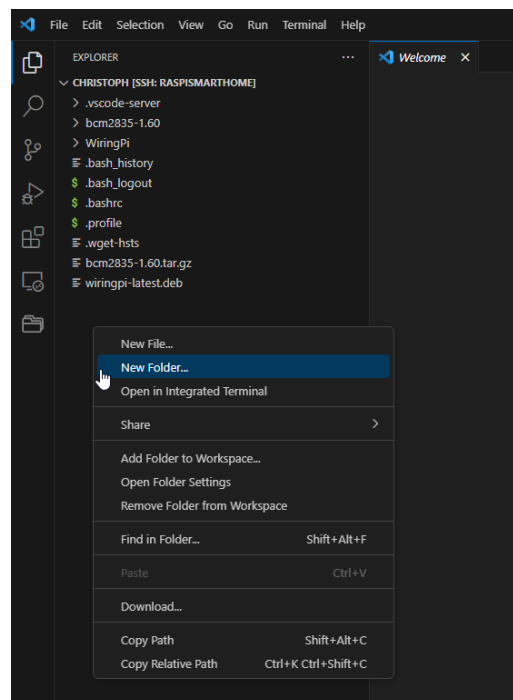 File Edit Selection View Go Run Terminal Help
EXPLORER ... Welcome
CHRISTOPH [SSH: RASPISMARTHOME]
.vscode-server
bcm2835-1.60
WiringPi
.bash_history
$ .bash_logout
$ .bashrc
$ .profile
.wget-hsts
bcm2835-1.60.tar.gz
wiringpi-latest.deb
New File...
New Folder...
Open in Integrated Terminal
Share
Add Folder to Workspace...
Open Folder Settings
Remove Folder from Workspace
Find in Folder... Shift+Alt+F
Paste Ctrl+V
Download...
Copy Path Shift+Alt+C
Copy Relative Path Ctrl+K Ctrl+Shift+C